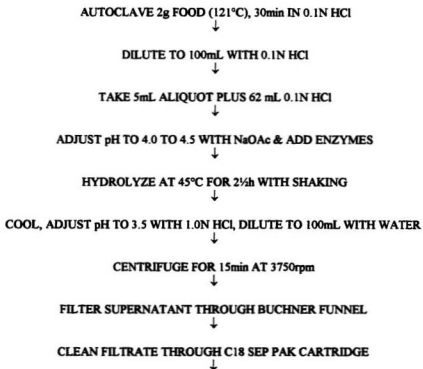 AUTOCLAVE 2g FOOD (121°C), 30min IN 0.1N HCl
↓
DILUTE TO 100mL WITH 0.1N HCl
↓
TAKE 5mL ALIQUOT PLUS 62 mL 0.1N HCl
↓
ADJUST pH TO 4.0 TO 4.5 WITH NaOAc & ADD ENZYMES
↓
HYDROLYZE AT 45°C FOR 2½h WITH SHAKING
↓
COOL, ADJUST pH TO 3.5 WITH 1.0N HCl, DILUTE TO 100mL WITH WATER
↓
CENTRIFUGE FOR 15min AT 3750rpm
↓
FILTER SUPERNATANT THROUGH BUCHNER FUNNEL
↓
CLEAN FILTRATE THROUGH C18 SEP PAK CARTRIDGE
↓